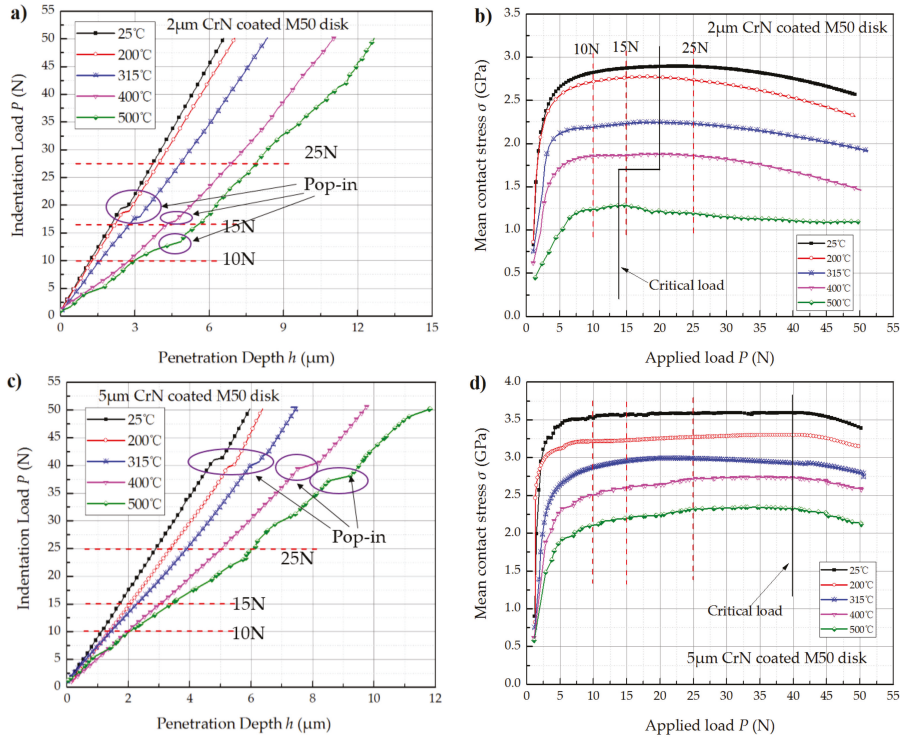 a)
2μm CrN coated M50 disk
25℃
200℃
315℃
400℃
500℃
25N
Pop-in
15N
10N
50
45
40
35
30
25
20
15
10
5
0
0 3 6 9 12 15
Indentation Load P (N)
Penetration Depth h (μm)
b)
2μm CrN coated M50 disk
10N
15N
25N
Critical load
25℃
200℃
315℃
400℃
500℃
3.5
3.0
2.5
2.0
1.5
1.0
0.5
0.0
0 5 10 15 20 25 30 35 40 45 50 55
Mean contact stress σ (GPa)
Applied load P (N)
c)
5μm CrN coated M50 disk
25℃
200℃
315℃
400℃
500℃
Pop-in
25N
15N
10N
50
45
40
35
30
25
20
15
10
5
0
0 2 4 6 8 10 12
Indentation Load P (N)
Penetration Depth h (μm)
d)
Critical load
25℃
200℃
315℃
400℃
500℃
5μm CrN coated M50 disk
4.0
3.5
3.0
2.5
2.0
1.5
1.0
0.5
0.0
0 5 10 15 20 25 30 35 40 45 50 55
Mean contact stress σ (GPa)
Applied load P (N)